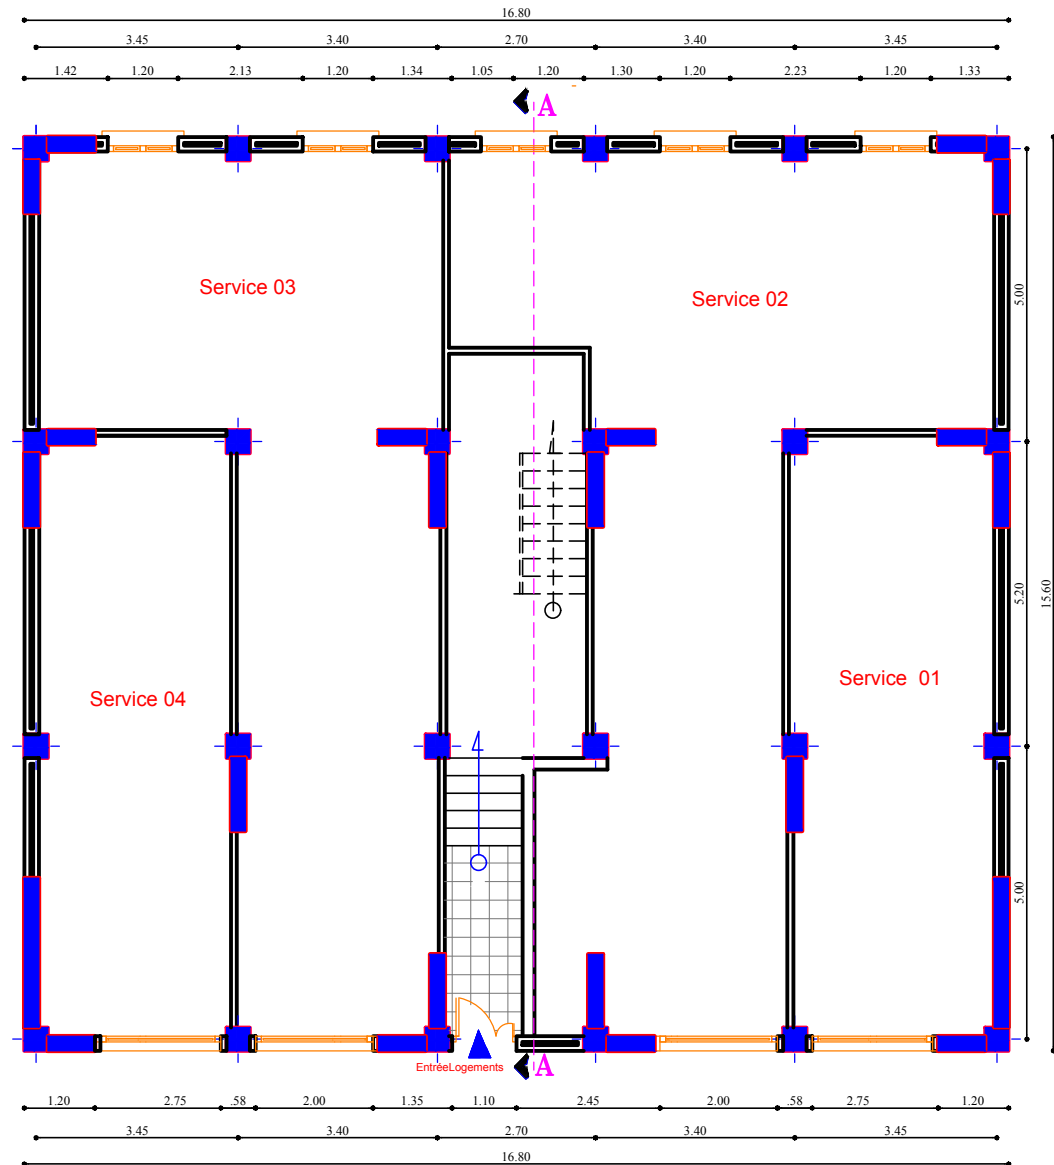 16.80
3.45 3.40 2.70 3.40 3.45
1.42 1.20 2.13 1.20 1.34 1.05 1.20 1.30 1.20 2.23 1.20 1.33
A
Service 03
Service 02
5.00
5.20
15.60
Service 01
Service 04
5.00
EntréeLogements
A
1.20 2.75 .58 2.00 1.35 1.10 2.45 2.00 .58 2.75 1.20
3.45 3.40 2.70 3.40 3.45
16.80